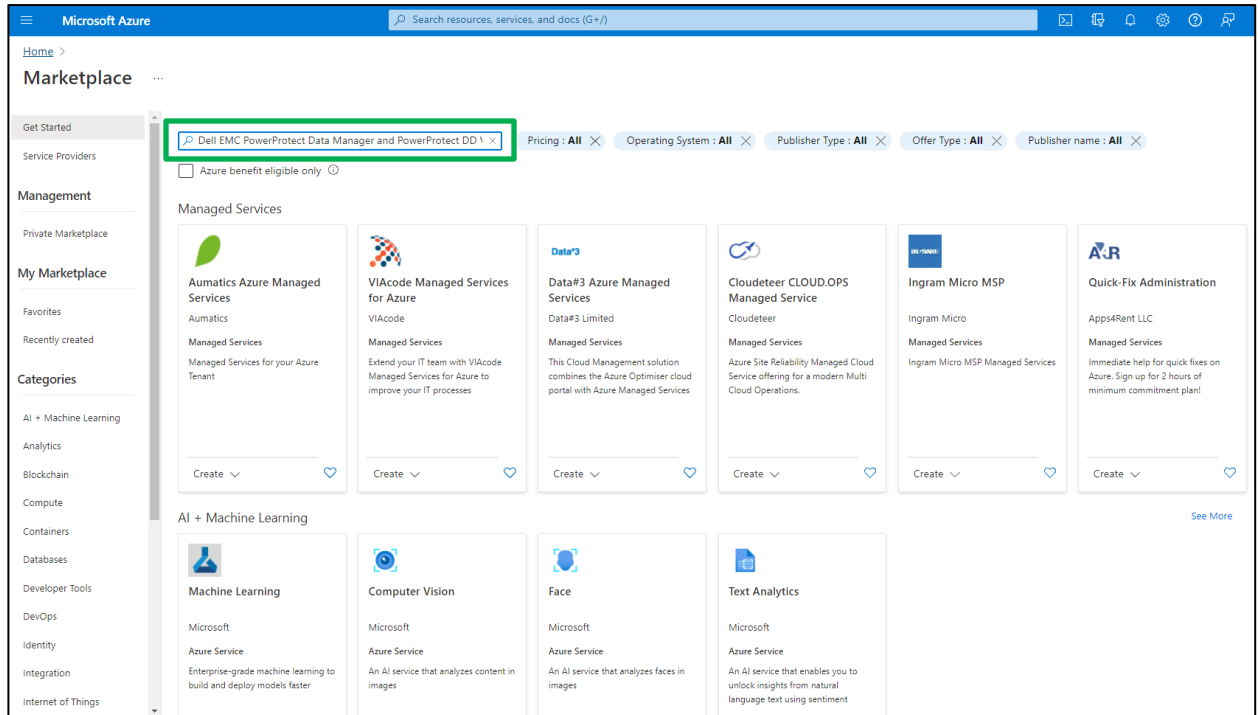 Microsoft Azure
Search resources, services, and docs (G+/)
Home >
Marketplace ...
Get Started
Service Providers
Management
Private Marketplace
My Marketplace
Favorites
Recently created
Categories
AI + Machine Learning
Analytics
Blockchain
Compute
Containers
Databases
Developer Tools
DevOps
Identity
Integration
Internet of Things
Dell EMC PowerProtect Data Manager and PowerProtect DD
Pricing : All
Operating System : All
Publisher Type : All
Offer Type : All
Publisher name : All
Azure benefit eligible only
Managed Services
Aumatics Azure Managed
Services
Aumatics
Managed Services
Managed Services for your Azure
Tenant
Create
VIAcode Managed Services
for Azure
VIAcode
Managed Services
Extend your IT team with VIAcode
Managed Services for Azure to
improve your IT processes
Create
Data#3
Data#3 Azure Managed
Services
Data#3 Limited
Managed Services
This Cloud Management solution
combines the Azure Optimiser cloud
portal with Azure Managed Services
Create
Cloudeteer CLOUD.OPS
Managed Service
Cloudeteer
Managed Services
Azure Site Reliability Managed Cloud
Service offering for a modern Multi
Cloud Operations.
Create
Ingram Micro MSP
Ingram Micro
Managed Services
Ingram Micro MSP Managed Services
Create
Quick-Fix Administration
Apps4Rent LLC
Managed Services
Immediate help for quick fixes on
Azure. Sign up for 2 hours of
minimum commitment plan!
Create
AI + Machine Learning
See More
Machine Learning
Microsoft
Azure Service
Enterprise-grade machine learning to
build and deploy models faster
Computer Vision
Microsoft
Azure Service
An AI service that analyzes content in
images
Face
Microsoft
Azure Service
An AI service that analyzes faces in
images
Text Analytics
Microsoft
Azure Service
An AI service that enables you to
unlock insights from natural
language text using sentiment